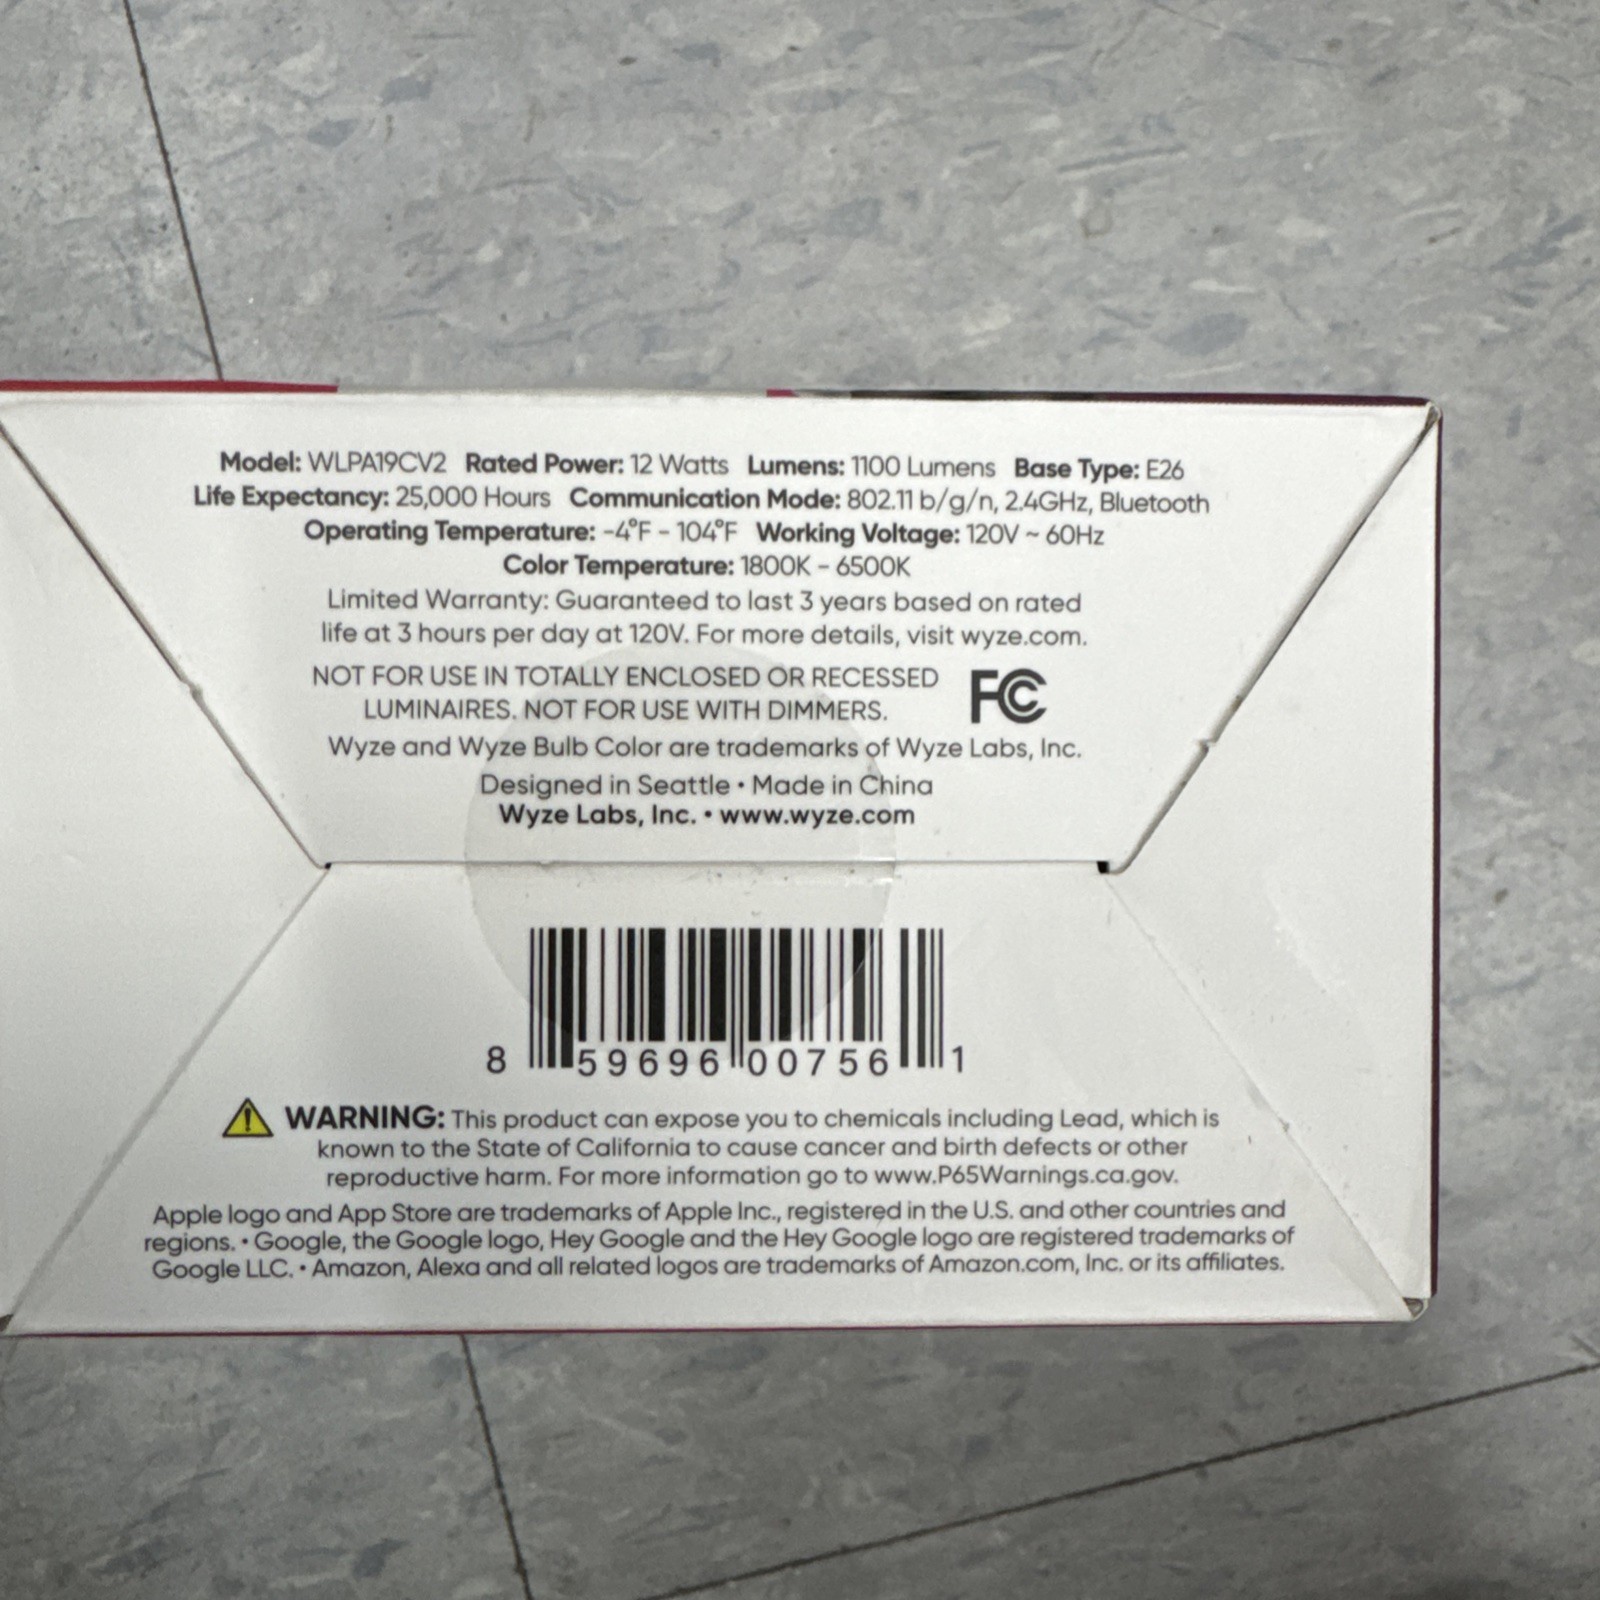 Model: WLPA19CV2 Rated Power: 12 Watts Lumens: 1100 Lumens Base Type: E26
Life Expectancy: 25,000 Hours Communication Mode: 802.11 b/g/n, 2.4GHz, Bluetooth
Operating Temperature: -4°F - 104°F Working Voltage: 120V ~ 60Hz
Color Temperature: 1800K - 6500K
Limited Warranty: Guaranteed to last 3 years based on rated
life at 3 hours per day at 120V. For more details, visit wyze.com.
NOT FOR USE IN TOTALLY ENCLOSED OR RECESSED
LUMINAIRES. NOT FOR USE WITH DIMMERS.
FC
Wyze and Wyze Bulb Color are trademarks of Wyze Labs, Inc.
Designed in Seattle • Made in China
Wyze Labs, Inc. • www.wyze.com
8 59696 00756 1
WARNING: This product can expose you to chemicals including Lead, which is
known to the State of California to cause cancer and birth defects or other
reproductive harm. For more information go to www.P65Warnings.ca.gov.
Apple logo and App Store are trademarks of Apple Inc., registered in the U.S. and other countries and
regions. • Google, the Google logo, Hey Google and the Hey Google logo are registered trademarks of
Google LLC. • Amazon, Alexa and all related logos are trademarks of Amazon.com, Inc. or its affiliates.